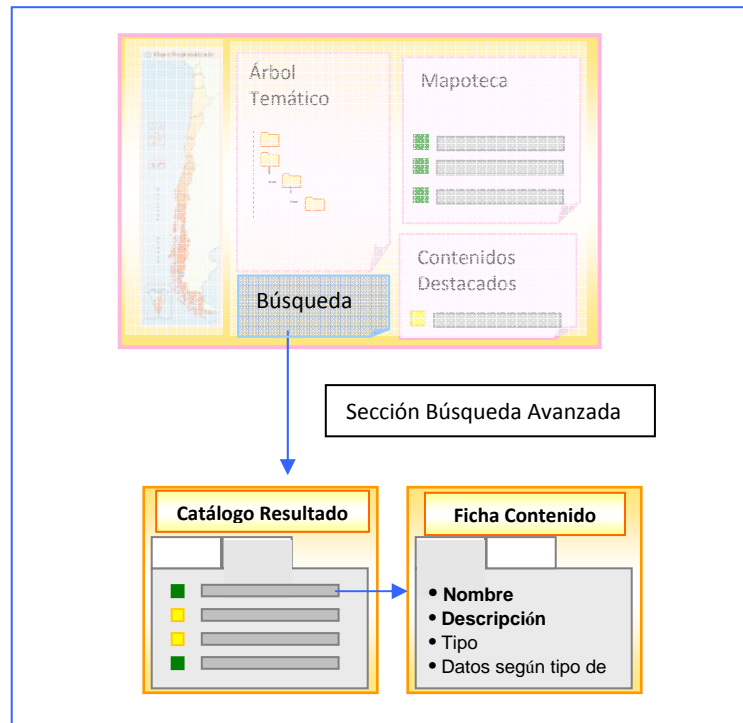 Árbol
Temático
Mapoteca
Contenidos
Destacados
Búsqueda
Sección Búsqueda Avanzada
Catálogo Resultado
Ficha Contenido
• Nombre
• Descripción
• Tipo
• Datos según tipo de